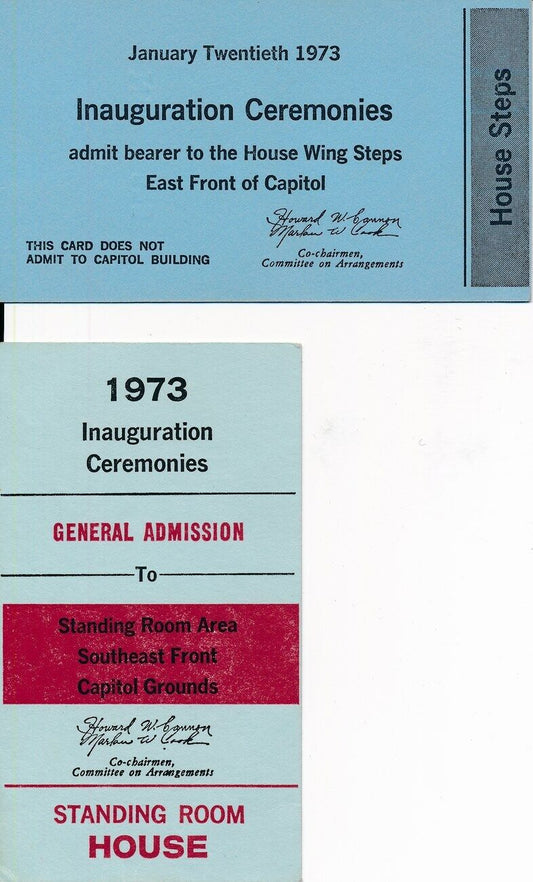 January Twentieth 1973
Inauguration Ceremonies
admit bearer to the House Wing Steps
East Front of Capitol
Howard W. Cannon
Marlow W Cook
Co-chairmen,
Committee on Arrangements
THIS CARD DOES NOT
ADMIT TO CAPITOL BUILDING
House Steps
1973
Inauguration
Ceremonies
GENERAL ADMISSION
To
Standing Room Area
Southeast Front
Capitol Grounds
Howard W. Cannon
Marlow W Cook
Co-chairmen,
Committee on Arrangements
STANDING ROOM
HOUSE